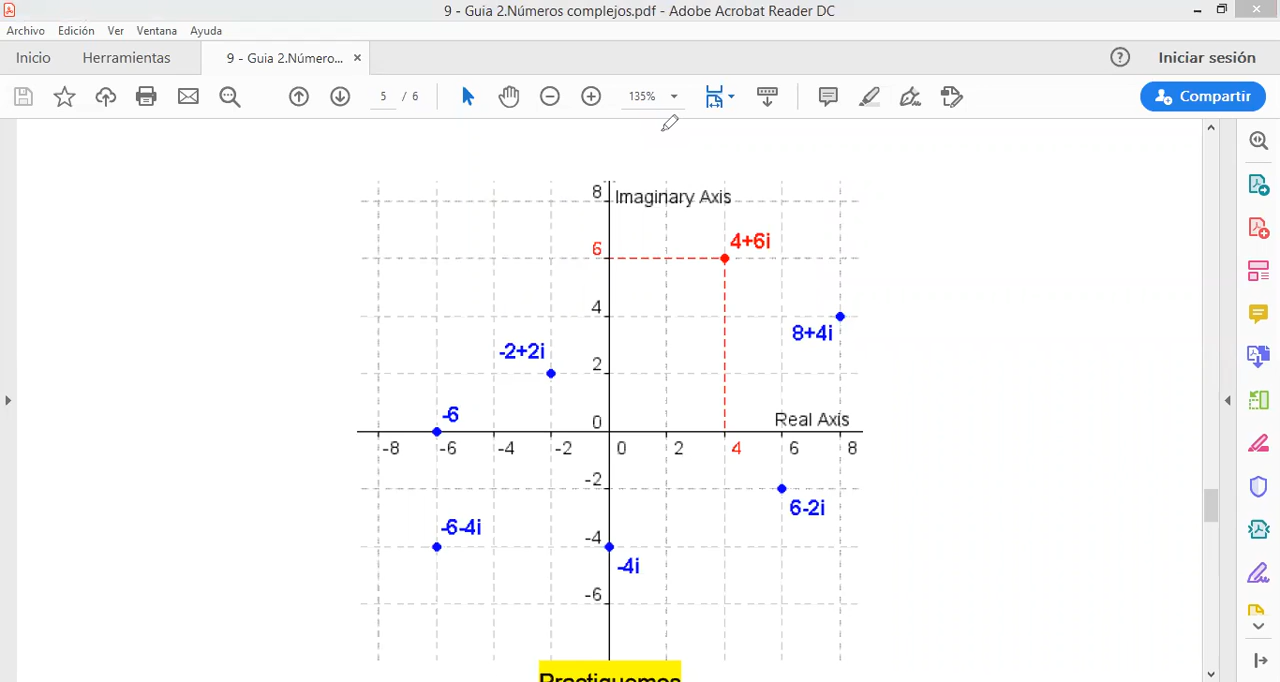 9 - Guia 2.Números complejos.pdf - Adobe Acrobat Reader DC
Archivo Edición Ver Ventana Ayuda
Inicio Herramientas 9 - Guia 2.Número... × ? Iniciar sesión
5 / 6 135% Compartir
8 Imaginary Axis
6 4+6i
4
8+4i
-2+2i
2
-6
0 Real Axis
-8 -6 -4 -2 0 2 4 6 8
-2
6-2i
-6-4i
-4
-4i
-6
Practiquemos